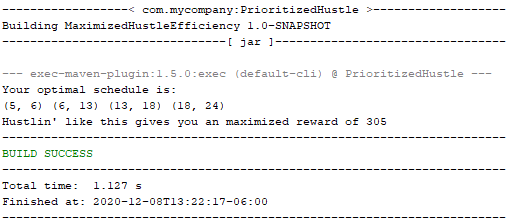 --------------------< com.mycompany:PrioritizedHustle >---------------------
Building MaximizedHustleEfficiency 1.0-SNAPSHOT
--------------------------------[ jar ]---------------------------------
--- exec-maven-plugin:1.5.0:exec (default-cli) @ PrioritizedHustle ---
Your optimal schedule is:
(5, 6) (6, 13) (13, 18) (18, 24)
Hustlin' like this gives you an maximized reward of 305
------------------------------------------------------------------------
BUILD SUCCESS
------------------------------------------------------------------------
Total time:  1.127 s
Finished at: 2020-12-08T13:22:17-06:00
------------------------------------------------------------------------